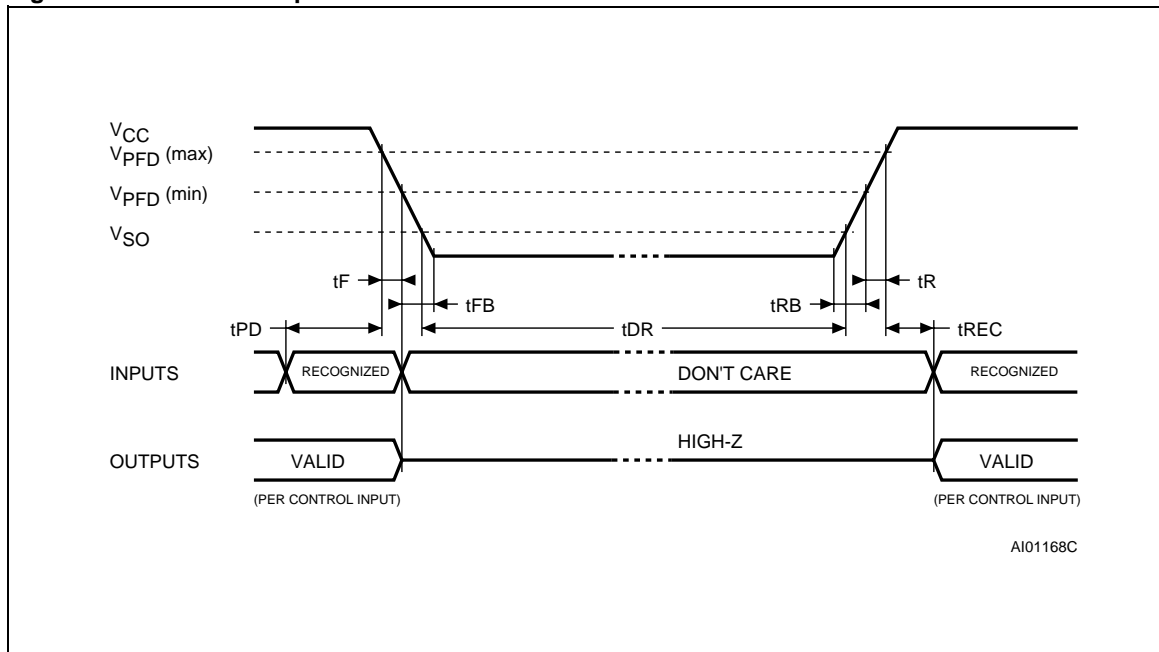 VCC
VPFD (max)
VPFD (min)
VSO
tF
tFB
tR
tRB
tPD
tDR
tREC
INPUTS
RECOGNIZED
DON'T CARE
RECOGNIZED
HIGH-Z
OUTPUTS
VALID
VALID
(PER CONTROL INPUT)
(PER CONTROL INPUT)
AI01168C